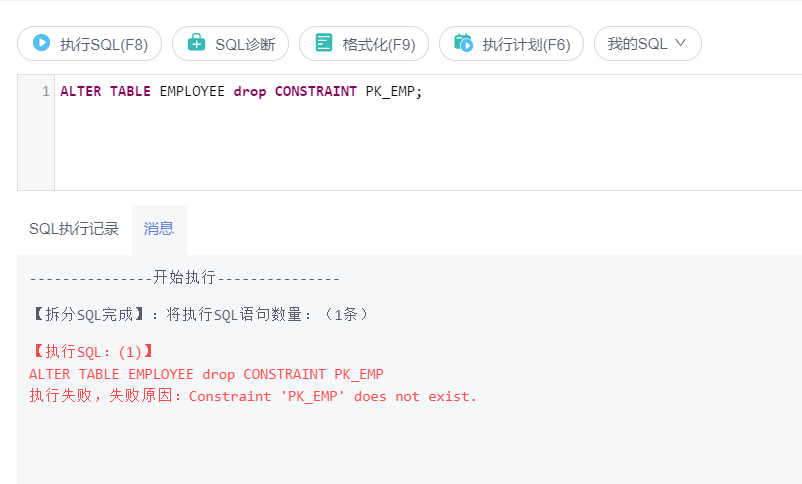 执行SQL(F8) SQL诊断 格式化(F9) 执行计划(F6) 我的SQL
1 ALTER TABLE EMPLOYEE drop CONSTRAINT PK_EMP;
SQL执行记录 消息
---------------开始执行---------------
【拆分SQL完成】：将执行SQL语句数量：（1条）
【执行SQL：(1)】
ALTER TABLE EMPLOYEE drop CONSTRAINT PK_EMP
执行失败，失败原因：Constraint 'PK_EMP' does not exist.